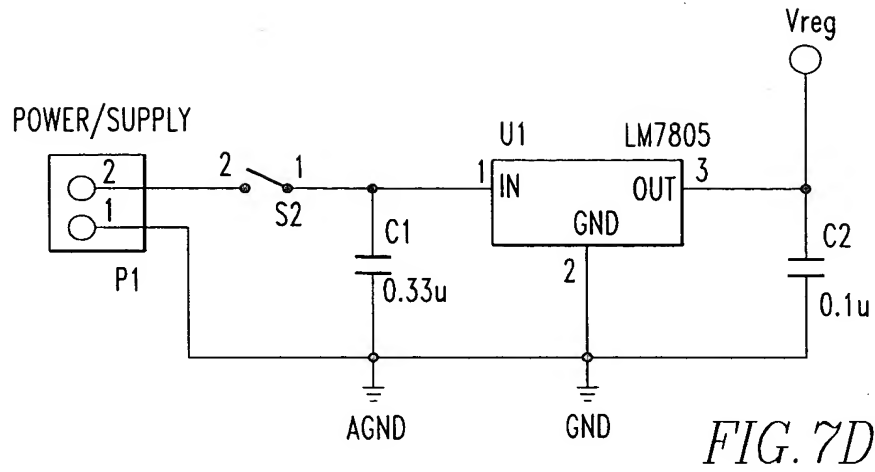 Vreg
POWER/SUPPLY
U1 LM7805
2 2 1 1 IN OUT 3
1 S2 GND
P1 C1 2 C2
0.33u 0.1u
AGND GND
FIG. 7D